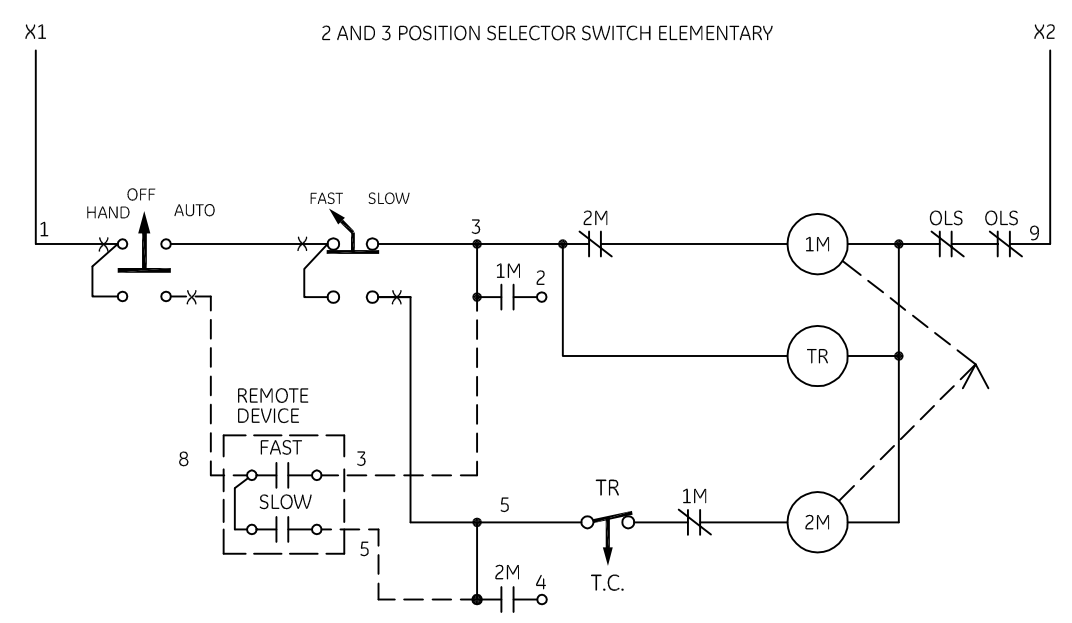 X1
2 AND 3 POSITION SELECTOR SWITCH ELEMENTARY
X2
OFF
HAND
AUTO
FAST
SLOW
1
3
2M
1M
OLS
OLS
9
1M
2
TR
REMOTE
DEVICE
8
FAST
3
SLOW
5
5
TR
1M
2M
T.C.
2M
4